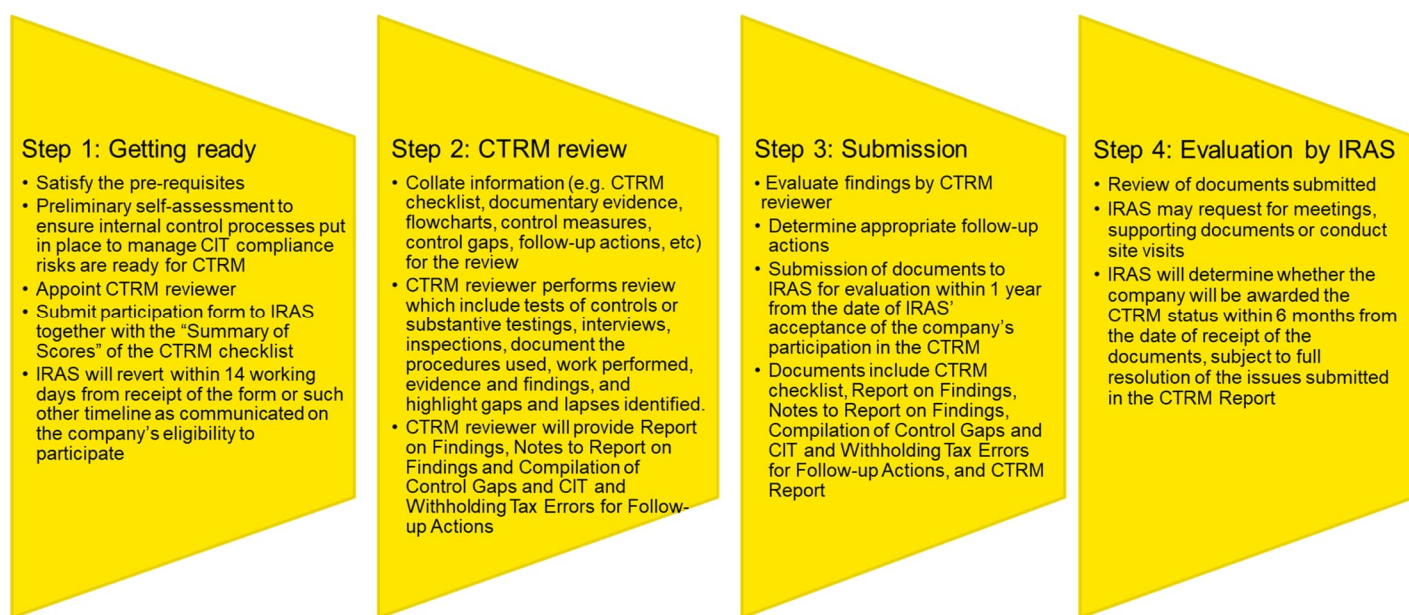 Step 1: Getting ready
• Satisfy the pre-requisites
• Preliminary self-assessment to
ensure internal control processes put
in place to manage CIT compliance
risks are ready for CTRM
• Appoint CTRM reviewer
• Submit participation form to IRAS
together with the “Summary of
Scores” of the CTRM checklist
• IRAS will revert within 14 working
days from receipt of the form or such
other timeline as communicated on
the company’s eligibility to
participate
Step 2: CTRM review
• Collate information (e.g. CTRM
checklist, documentary evidence,
flowcharts, control measures,
control gaps, follow-up actions, etc)
for the review
• CTRM reviewer performs review
which include tests of controls or
substantive testings, interviews,
inspections, document the
procedures used, work performed,
evidence and findings, and
highlight gaps and lapses identified.
• CTRM reviewer will provide Report
on Findings, Notes to Report on
Findings and Compilation of
Control Gaps and CIT and
Withholding Tax Errors for Follow-
up Actions
Step 3: Submission
• Evaluate findings by CTRM
reviewer
• Determine appropriate follow-up
actions
• Submission of documents to
IRAS for evaluation within 1 year
from the date of IRAS’
acceptance of the company’s
participation in the CTRM
• Documents include CTRM
checklist, Report on Findings,
Notes to Report on Findings,
Compilation of Control Gaps and
CIT and Withholding Tax Errors
for Follow-up Actions, and CTRM
Report
Step 4: Evaluation by IRAS
• Review of documents submitted
• IRAS may request for meetings,
supporting documents or conduct
site visits
• IRAS will determine whether the
company will be awarded the
CTRM status within 6 months from
the date of receipt of the
documents, subject to full
resolution of the issues submitted
in the CTRM Report